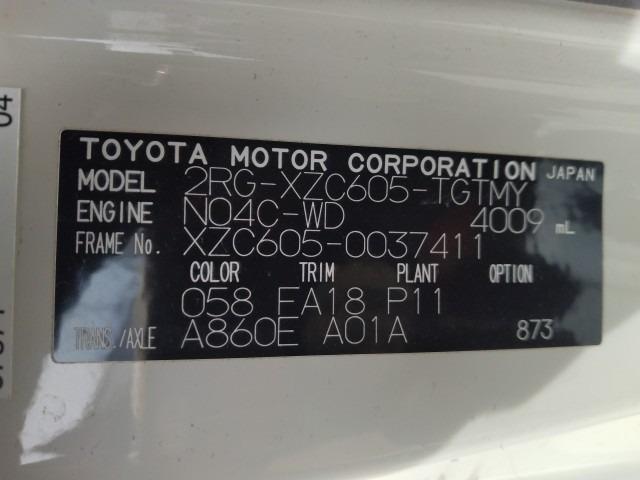 TOYOTA MOTOR CORPORATION JAPAN
MODEL 2RG-XZC605-TGTMY
ENGINE N04C-WD 4009 mL
FRAME No. XZC605-0037411
COLOR TRIM PLANT OPTION
058 FA18 P11
TRANS./AXLE A860E A01A 873
04